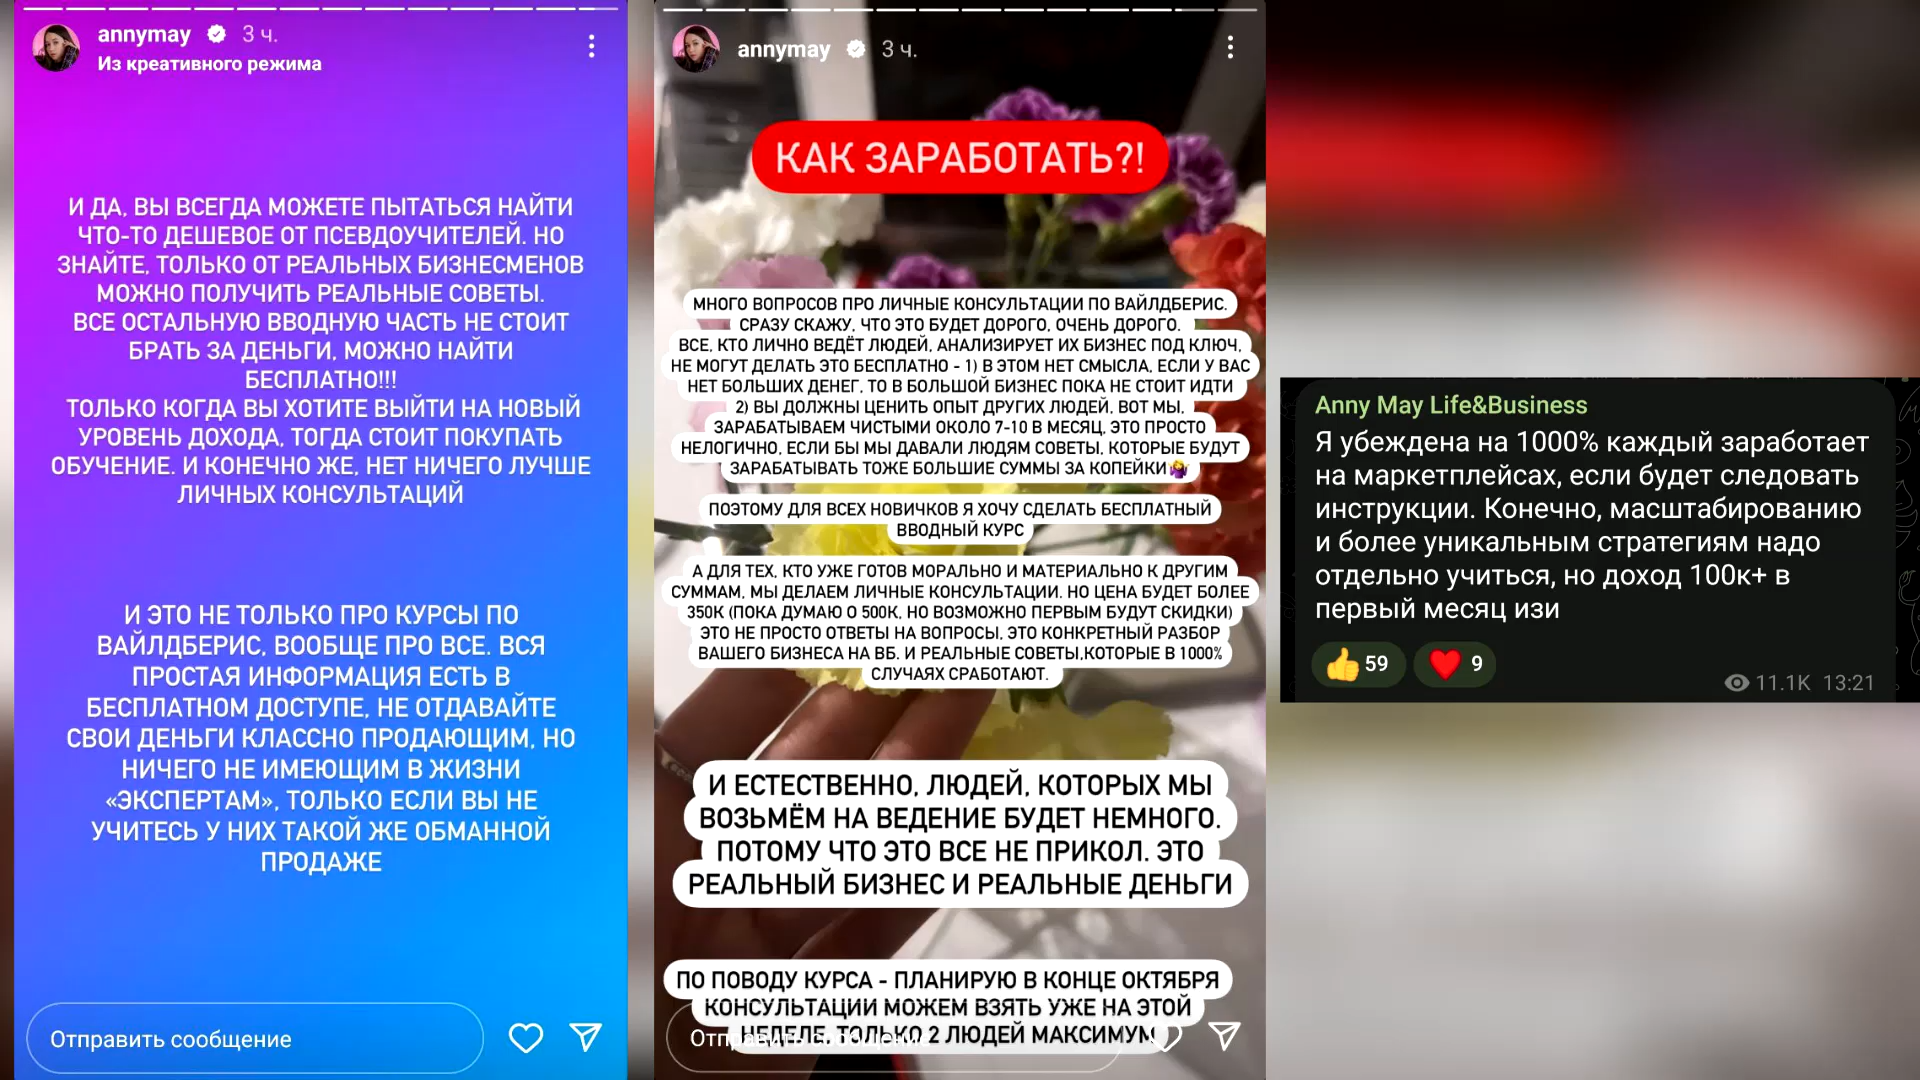 annymay 3 ч.
Из креативного режима
И ДА, ВЫ ВСЕГДА МОЖЕТЕ ПЫТАТЬСЯ НАЙТИ
ЧТО-ТО ДЕШЕВОЕ ОТ ПСЕВДОУЧИТЕЛЕЙ. НО
ЗНАЙТЕ, ТОЛЬКО ОТ РЕАЛЬНЫХ БИЗНЕСМЕНОВ
МОЖНО ПОЛУЧИТЬ РЕАЛЬНЫЕ СОВЕТЫ.
ВСЕ ОСТАЛЬНУЮ ВВОДНУЮ ЧАСТЬ НЕ СТОИТ
БРАТЬ ЗА ДЕНЬГИ, МОЖНО НАЙТИ
БЕСПЛАТНО!!!
ТОЛЬКО КОГДА ВЫ ХОТИТЕ ВЫЙТИ НА НОВЫЙ
УРОВЕНЬ ДОХОДА, ТОГДА СТОИТ ПОКУПАТЬ
ОБУЧЕНИЕ. И КОНЕЧНО ЖЕ, НЕТ НИЧЕГО ЛУЧШЕ
ЛИЧНЫХ КОНСУЛЬТАЦИЙ
И ЭТО НЕ ТОЛЬКО ПРО КУРСЫ ПО
ВАЙЛДБЕРИС, ВООБЩЕ ПРО ВСЕ. ВСЯ
ПРОСТАЯ ИНФОРМАЦИЯ ЕСТЬ В
БЕСПЛАТНОМ ДОСТУПЕ, НЕ ОТДАВАЙТЕ
СВОИ ДЕНЬГИ КЛАССНО ПРОДАЮЩИМ, НО
НИЧЕГО НЕ ИМЕЮЩИМ В ЖИЗНИ
«ЭКСПЕРТАМ», ТОЛЬКО ЕСЛИ ВЫ НЕ
УЧИТЕСЬ У НИХ ТАКОЙ ЖЕ ОБМАННОЙ
ПРОДАЖЕ
Отправить сообщение
annymay 3 ч.
КАК ЗАРАБОТАТЬ?!
МНОГО ВОПРОСОВ ПРО ЛИЧНЫЕ КОНСУЛЬТАЦИИ ПО ВАЙЛДБЕРИС.
СРАЗУ СКАЖУ, ЧТО ЭТО БУДЕТ ДОРОГО, ОЧЕНЬ ДОРОГО.
ВСЕ, КТО ЛИЧНО ВЕДЁТ ЛЮДЕЙ, АНАЛИЗИРУЕТ ИХ БИЗНЕС ПОД КЛЮЧ,
НЕ МОГУТ ДЕЛАТЬ ЭТО БЕСПЛАТНО - 1) В ЭТОМ НЕТ СМЫСЛА, ЕСЛИ У ВАС
НЕТ БОЛЬШИХ ДЕНЕГ, ТО В БОЛЬШОЙ БИЗНЕС ПОКА НЕ СТОИТ ИДТИ
2) ВЫ ДОЛЖНЫ ЦЕНИТЬ ОПЫТ ДРУГИХ ЛЮДЕЙ. ВОТ МЫ,
ЗАРАБАТЫВАЕМ ЧИСТЫМИ ОКОЛО 7-10 В МЕСЯЦ, ЭТО ПРОСТО
НЕЛОГИЧНО, ЕСЛИ БЫ МЫ ДАВАЛИ ЛЮДЯМ СОВЕТЫ, КОТОРЫЕ БУДУТ
ЗАРАБАТЫВАТЬ ТОЖЕ БОЛЬШИЕ СУММЫ ЗА КОПЕЙКИ🤷‍♀️
ПОЭТОМУ ДЛЯ ВСЕХ НОВИЧКОВ Я ХОЧУ СДЕЛАТЬ БЕСПЛАТНЫЙ
ВВОДНЫЙ КУРС
А ДЛЯ ТЕХ, КТО УЖЕ ГОТОВ МОРАЛЬНО И МАТЕРИАЛЬНО К ДРУГИМ
СУММАМ, МЫ ДЕЛАЕМ ЛИЧНЫЕ КОНСУЛЬТАЦИИ. НО ЦЕНА БУДЕТ БОЛЕЕ
350К (ПОКА ДУМАЮ О 500К, НО ВОЗМОЖНО ПЕРВЫМ БУДУТ СКИДКИ)
ЭТО НЕ ПРОСТО ОТВЕТЫ НА ВОПРОСЫ, ЭТО КОНКРЕТНЫЙ РАЗБОР
ВАШЕГО БИЗНЕСА НА ВБ. И РЕАЛЬНЫЕ СОВЕТЫ,КОТОРЫЕ В 1000%
СЛУЧАЯХ СРАБОТАЮТ.
И ЕСТЕСТВЕННО, ЛЮДЕЙ, КОТОРЫХ МЫ
ВОЗЬМЁМ НА ВЕДЕНИЕ БУДЕТ НЕМНОГО.
ПОТОМУ ЧТО ЭТО ВСЕ НЕ ПРИКОЛ. ЭТО
РЕАЛЬНЫЙ БИЗНЕС И РЕАЛЬНЫЕ ДЕНЬГИ
ПО ПОВОДУ КУРСА - ПЛАНИРУЮ В КОНЦЕ ОКТЯБРЯ
КОНСУЛЬТАЦИИ МОЖЕМ ВЗЯТЬ УЖЕ НА ЭТОЙ
НЕДЕЛЕ, ТОЛЬКО 2 ЛЮДЕЙ МАКСИМУМ
Отправить сообщение
Anny May Life&Business
Я убеждена на 1000% каждый заработает
на маркетплейсах, если будет следовать
инструкции. Конечно, масштабированию
и более уникальным стратегиям надо
отдельно учиться, но доход 100к+ в
первый месяц изи
👍 59 ❤️ 9
11.1K 13:21